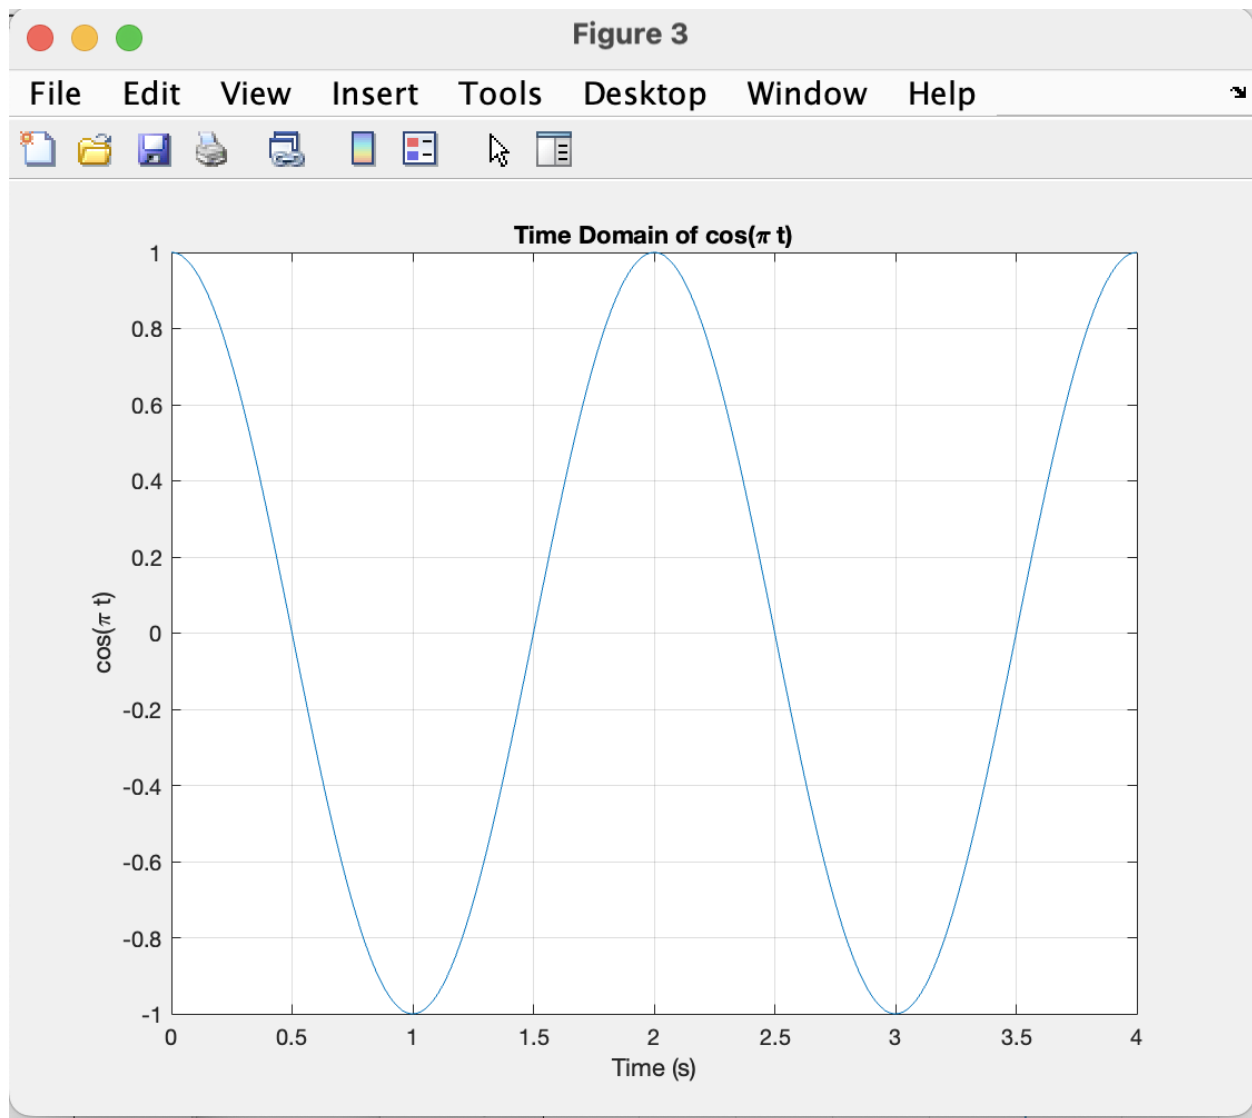 Figure 3
File Edit View Insert Tools Desktop Window Help
Time Domain of cos(π t)
1
0.8
0.6
0.4
0.2
0
-0.2
-0.4
-0.6
-0.8
-1
cos(π t)
0 0.5 1 1.5 2 2.5 3 3.5 4
Time (s)